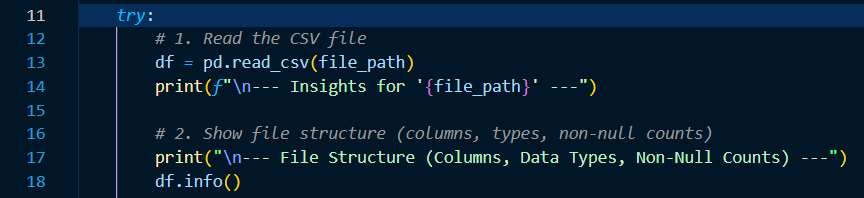 11 try:
12 # 1. Read the CSV file
13 df = pd.read_csv(file_path)
14 print(f"\n--- Insights for '{file_path}' ---")
15
16 # 2. Show file structure (columns, types, non-null counts)
17 print("\n--- File Structure (Columns, Data Types, Non-Null Counts) ---")
18 df.info()